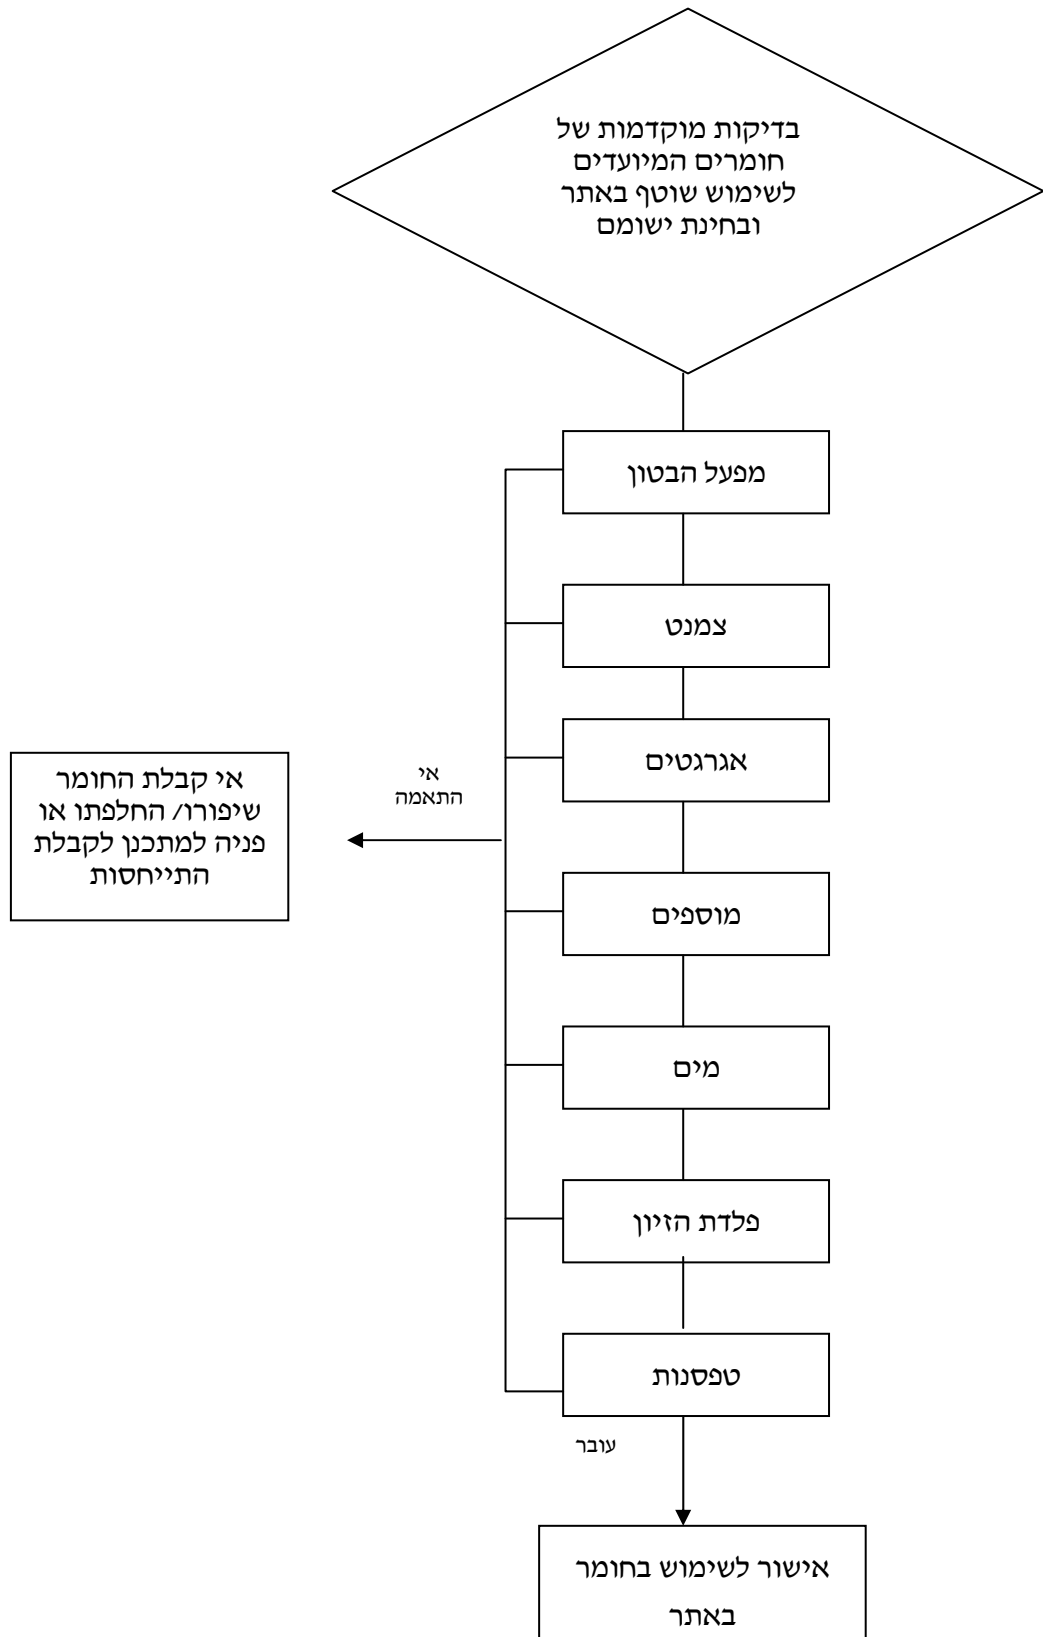 בדיקות מוקדמות של
חומרים המיועדים
לשימוש שוטף באתר
ובחינת ישומם
מפעל הבטון
צמנט
אגרגטים
אי
התאמה
אי קבלת החומר
שיפורו/ החלפתו או
פניה למתכנן לקבלת
התייחסות
מוספים
מים
פלדת הזיון
טפסנות
עובר
אישור לשימוש בחומר
באתר